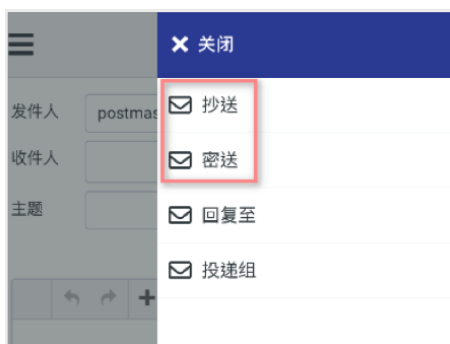 关闭
发件人 postmas
抄送
收件人
密送
主题
回复至
投递组